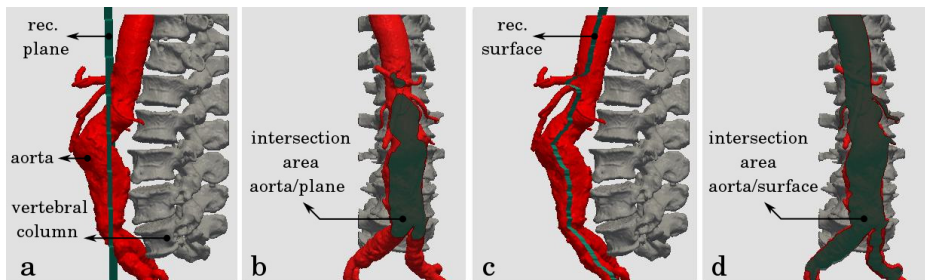 rec.
plane
aorta
vertebral
column
a
intersection
area
aorta/plane
b
rec.
surface
c
intersection
area
aorta/surface
d